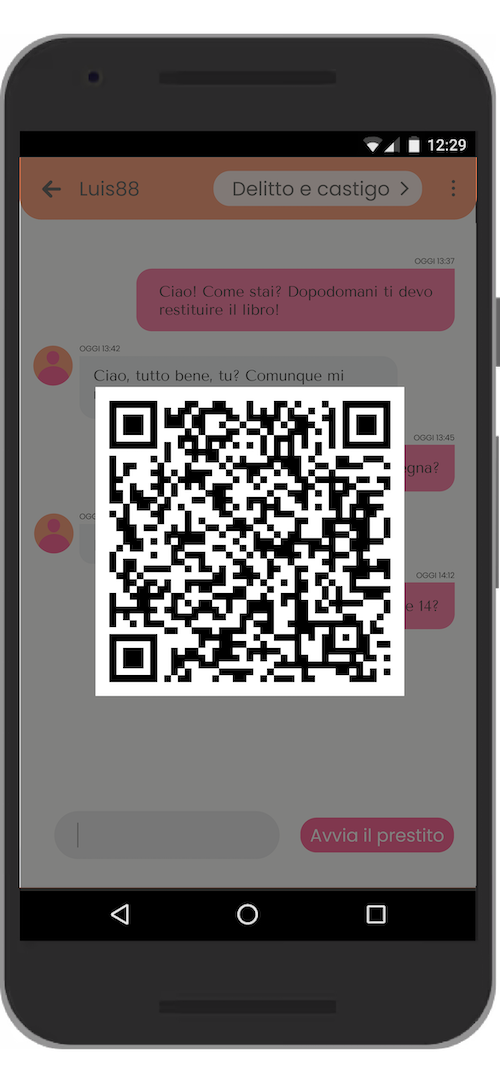 12:29
Luis88
Delitto e castigo
OGGI 13:37
Ciao! Come stai? Dopodomani ti devo
restituire il libro!
OGGI 13:42
Ciao, tutto bene, tu? Comunque mi
OGGI 13:45
OGG
OGGI 14:12
e 14?
Avvia il prestito